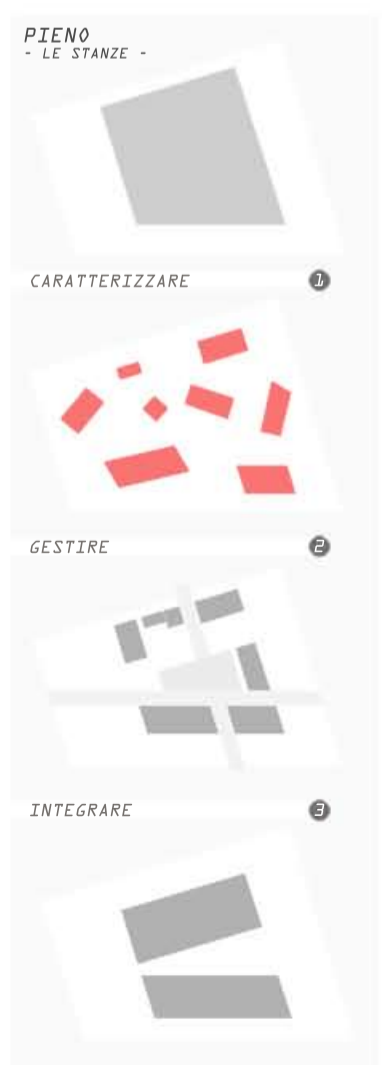 PIENO
- LE STANZE -
CARATTERIZZARE 1
GESTIRE 2
INTEGRARE 3